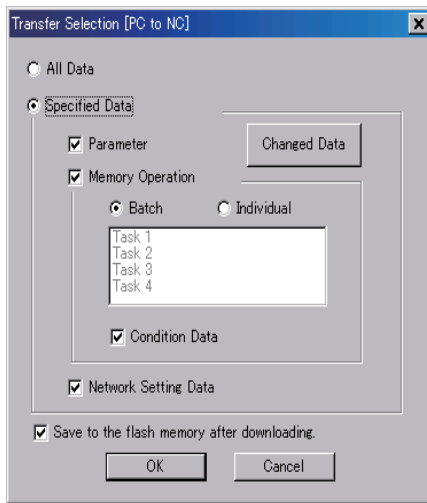 Transfer Selection [PC to NC]
All Data
Specified Data
Parameter
Changed Data
Memory Operation
Batch
Individual
Task 1
Task 2
Task 3
Task 4
Condition Data
Network Setting Data
Save to the flash memory after downloading.
OK
Cancel